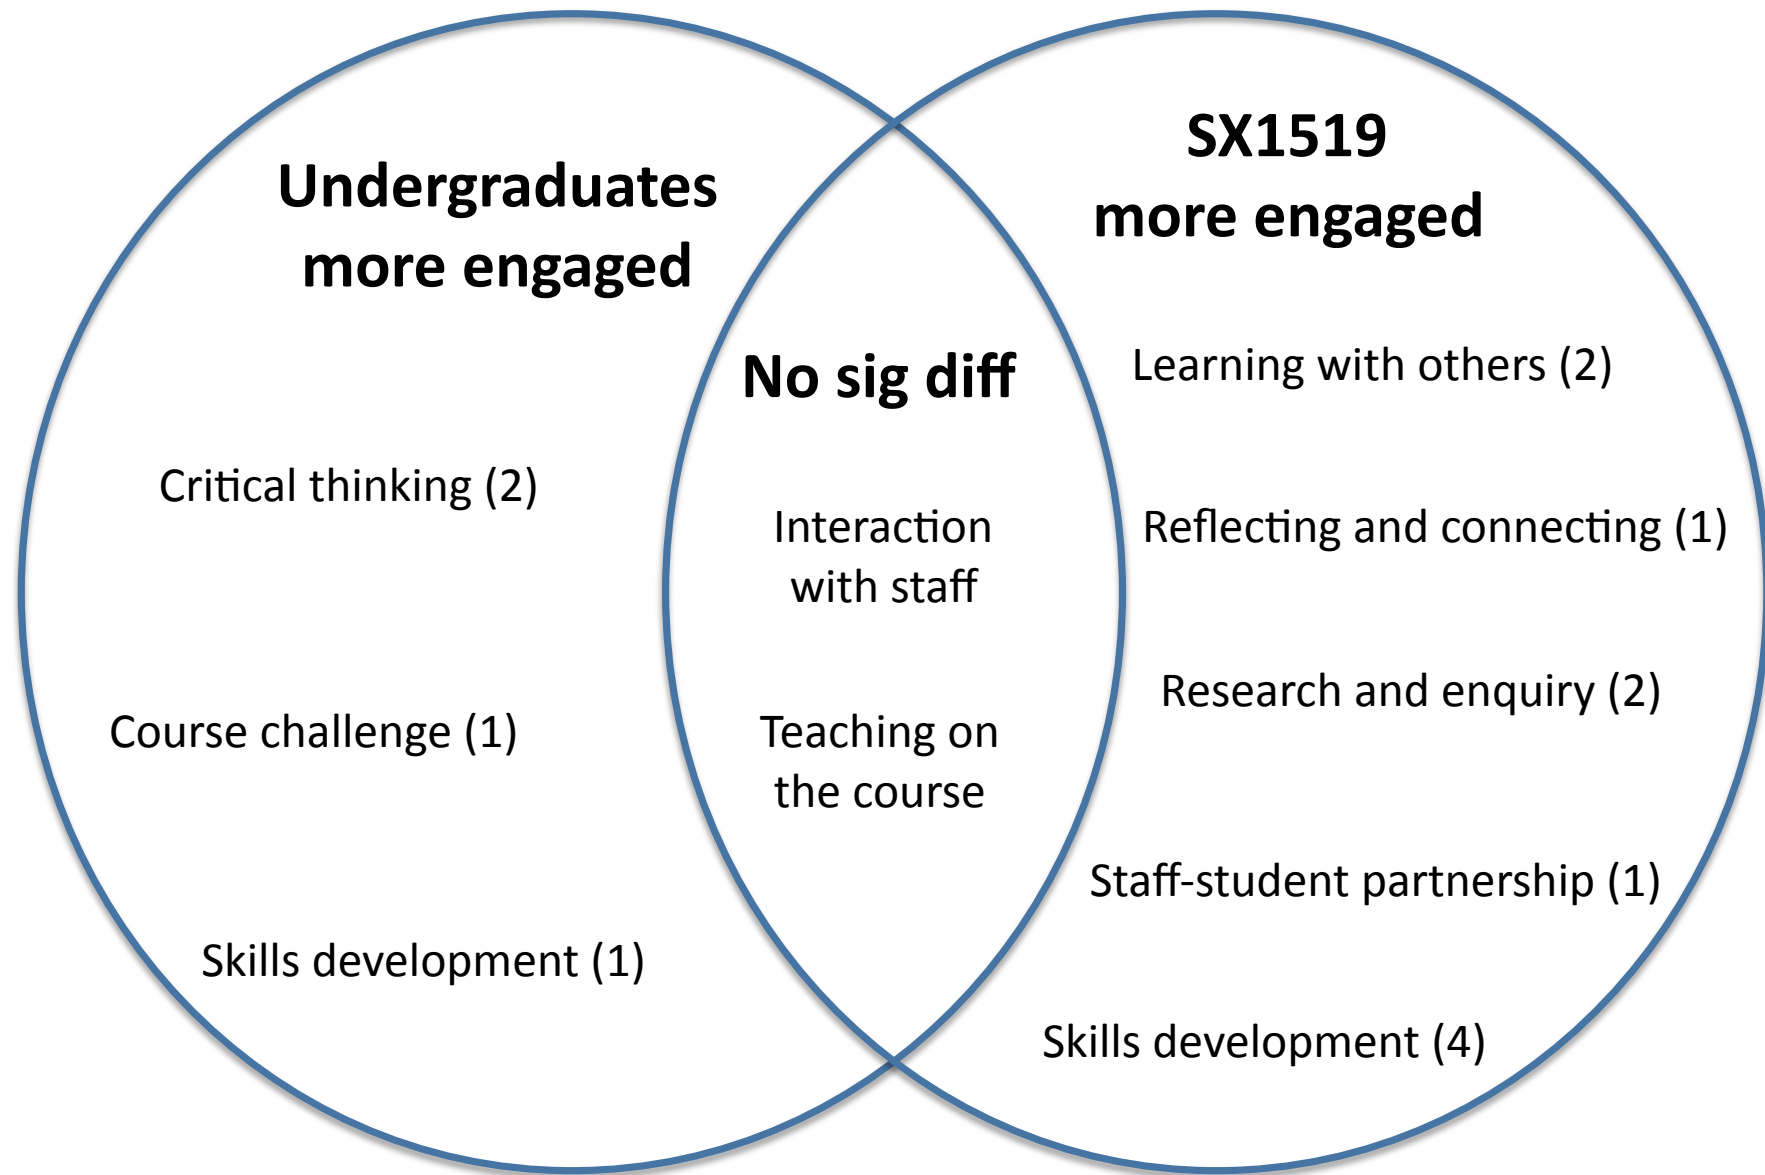 Undergraduates
more engaged
Critical thinking (2)
Course challenge (1)
Skills development (1)
No sig diff
Interaction
with staff
Teaching on
the course
SX1519
more engaged
Learning with others (2)
Reflecting and connecting (1)
Research and enquiry (2)
Staff-student partnership (1)
Skills development (4)